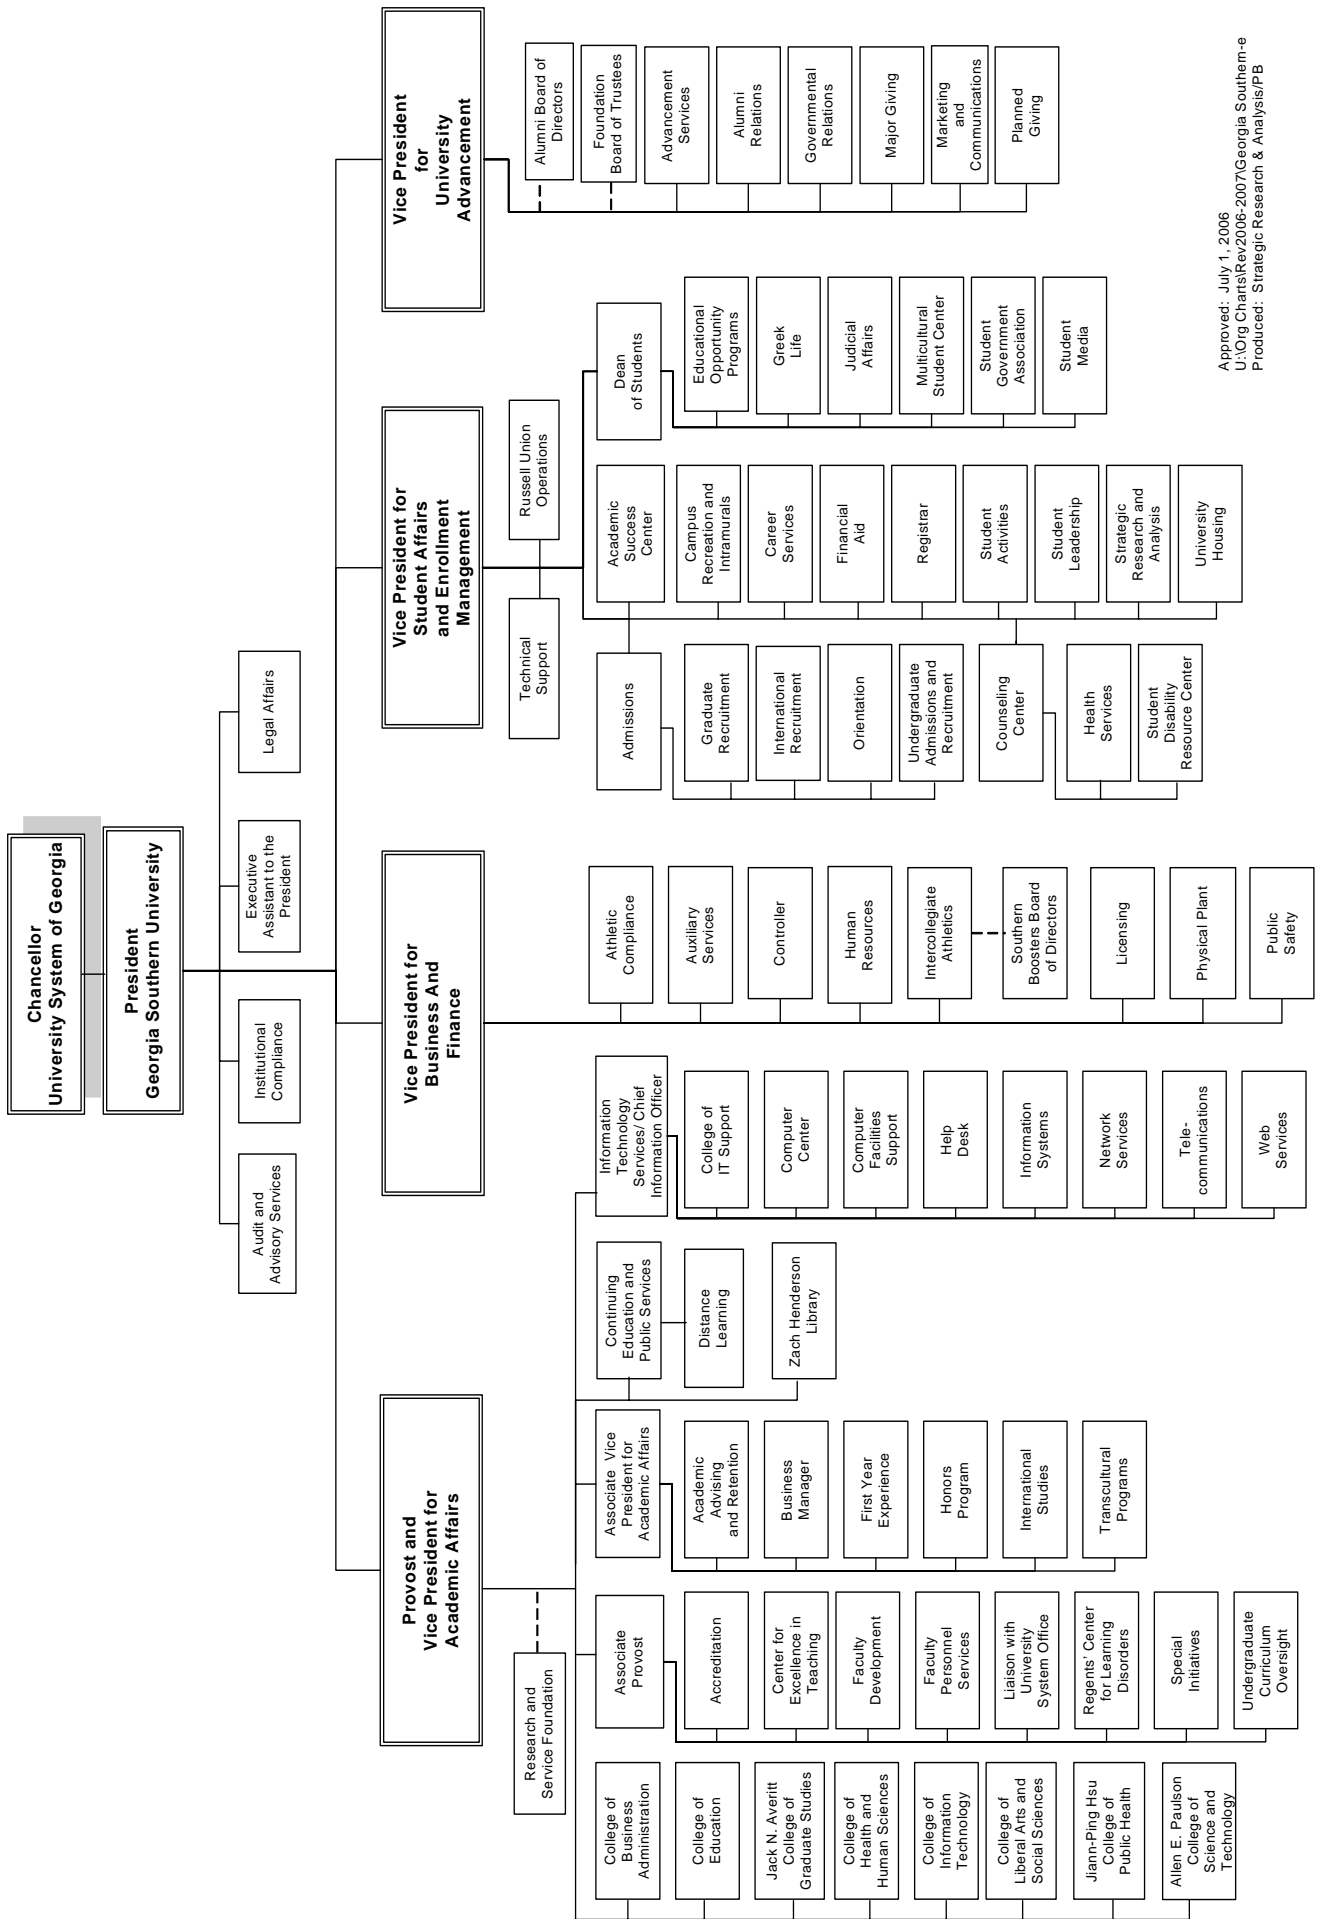 Chancellor
University System of Georgia
President
Georgia Southern University
Audit and
Advisory Services
Institutional
Compliance
Executive
Assistant to the
President
Legal Affairs
Provost and
Vice President for
Academic Affairs
Vice President for
Business And
Finance
Vice President for
Student Affairs
and Enrollment
Management
Vice President
for
University
Advancement
Research and
Service Foundation
College of
Business
Administration
College of
Education
Jack N. Averitt
College of
Graduate Studies
College of
Health and
Human Sciences
College of
Information
Technology
College of
Liberal Arts and
Social Sciences
Jiann-Ping Hsu
College of
Public Health
Allen E. Paulson
College of
Science and
Technology
Associate
Provost
Accreditation
Center for
Excellence in
Teaching
Faculty
Development
Faculty
Personnel
Services
Liaison with
University
System Office
Regents' Center
for Learning
Disorders
Special
Initiatives
Undergraduate
Curriculum
Oversight
Associate Vice
President for
Academic Affairs
Academic
Advising
and Retention
Business
Manager
First Year
Experience
Honors
Program
International
Studies
Transcultural
Programs
Continuing
Education and
Public Services
Distance
Learning
Zach Henderson
Library
Information
Technology
Services/ Chief
Information Officer
College of
IT Support
Computer
Center
Computer
Facilities
Support
Help
Desk
Information
Systems
Network
Services
Tele-
communications
Web
Services
Athletic
Compliance
Auxiliary
Services
Controller
Human
Resources
Intercollegiate
Athletics
Southern
Boosters Board
of Directors
Licensing
Physical Plant
Public
Safety
Technical
Support
Russell Union
Operations
Admissions
Graduate
Recruitment
International
Recruitment
Orientation
Undergraduate
Admissions and
Recruitment
Counseling
Center
Health
Services
Student
Disability
Resource Center
Academic
Success
Center
Campus
Recreation and
Intramurals
Career
Services
Financial
Aid
Registrar
Student
Activities
Student
Leadership
Strategic
Research and
Analysis
University
Housing
Dean
of Students
Educational
Opportunity
Programs
Greek
Life
Judicial
Affairs
Multicultural
Student Center
Student
Government
Association
Student
Media
Alumni Board of
Directors
Foundation
Board of Trustees
Advancement
Services
Alumni
Relations
Governmental
Relations
Major Giving
Marketing
and
Communications
Planned
Giving
Approved: July 1, 2006
U:\Org Charts\Rev2006-2007\Georgia Southern-e
Produced: Strategic Research & Analysis/PB